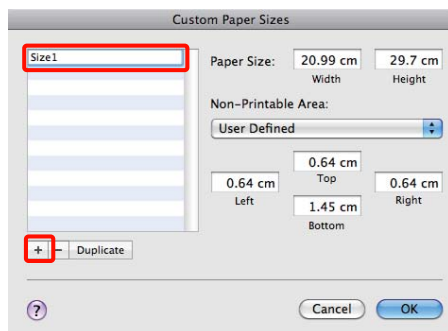 Custom Paper Sizes
Size1
Paper Size:
20.99 cm
29.7 cm
Width
Height
Non-Printable Area:
User Defined
0.64 cm
Top
0.64 cm
0.64 cm
Left
Right
1.45 cm
Bottom
+ − Duplicate
?
Cancel
OK